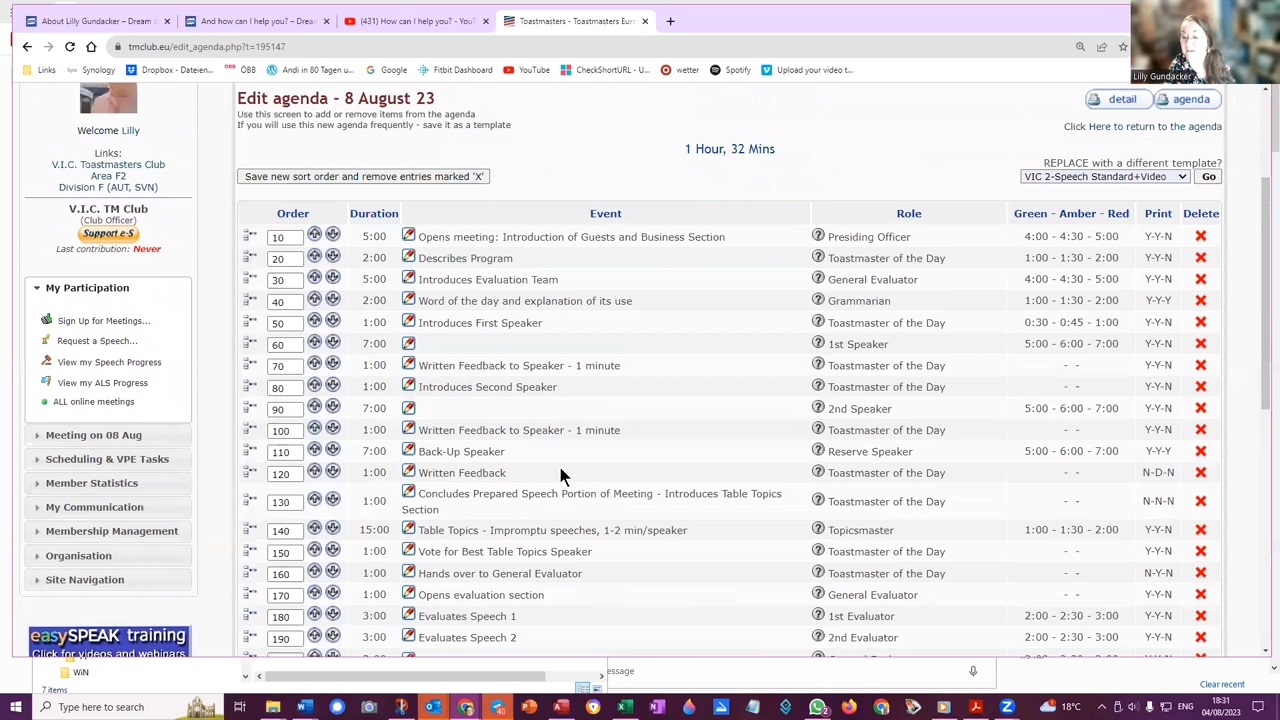 About Lilly Gundacker – Dream J
And how can I help you? – Drea
(431) How can I help you? - You
Toastmasters - Toastmasters Eur
tmclub.eu/edit_agenda.php?t=195147
Links
Synology
Dropbox - Dateien...
ÖBB
Andi in 80 Tagen u...
Google
Fitbit Dashboard
YouTube
CheckShortURL - U...
wetter
Spotify
Upload your video t...
Lilly Gundacker
Edit agenda - 8 August 23
detail
agenda
Use this screen to add or remove items from the agenda
If you will use this new agenda frequently - save it as a template
Click Here to return to the agenda
1 Hour, 32 Mins
REPLACE with a different template?
Save new sort order and remove entries marked 'X'
VIC 2-Speech Standard+Video
Go
Welcome Lilly
Links:
V.I.C. Toastmasters Club
Area F2
Division F (AUT, SVN)
V.I.C. TM Club
(Club Officer)
Support e-S
Last contribution: Never
My Participation
Sign Up for Meetings...
Request a Speech...
View my Speech Progress
View my ALS Progress
ALL online meetings
Meeting on 08 Aug
Scheduling & VPE Tasks
Member Statistics
My Communication
Membership Management
Organisation
Site Navigation
easySPEAK training
Click for videos and webinars
Order Duration Event Role Green - Amber - Red Print Delete
10 5:00 Opens meeting: Introduction of Guests and Business Section Presiding Officer 4:00 - 4:30 - 5:00 Y-Y-N
20 2:00 Describes Program Toastmaster of the Day 1:00 - 1:30 - 2:00 Y-Y-N
30 5:00 Introduces Evaluation Team General Evaluator 4:00 - 4:30 - 5:00 Y-Y-N
40 2:00 Word of the day and explanation of its use Grammarian 1:00 - 1:30 - 2:00 Y-Y-Y
50 1:00 Introduces First Speaker Toastmaster of the Day 0:30 - 0:45 - 1:00 Y-Y-N
60 7:00 1st Speaker 5:00 - 6:00 - 7:00 Y-Y-N
70 1:00 Written Feedback to Speaker - 1 minute Toastmaster of the Day - - Y-Y-N
80 1:00 Introduces Second Speaker Toastmaster of the Day - - Y-Y-N
90 7:00 2nd Speaker 5:00 - 6:00 - 7:00 Y-Y-N
100 1:00 Written Feedback to Speaker - 1 minute Toastmaster of the Day - - Y-Y-N
110 7:00 Back-Up Speaker Reserve Speaker 5:00 - 6:00 - 7:00 Y-Y-Y
120 1:00 Written Feedback Toastmaster of the Day - - N-D-N
130 1:00 Concludes Prepared Speech Portion of Meeting - Introduces Table Topics
Section Toastmaster of the Day - - N-N-N
140 15:00 Table Topics - Impromptu speeches, 1-2 min/speaker Topicsmaster 1:00 - 1:30 - 2:00 Y-Y-N
150 1:00 Vote for Best Table Topics Speaker Toastmaster of the Day - - Y-Y-N
160 1:00 Hands over to General Evaluator Toastmaster of the Day - - N-Y-N
170 1:00 Opens evaluation section General Evaluator - - Y-Y-N
180 3:00 Evaluates Speech 1 1st Evaluator 2:00 - 2:30 - 3:00 Y-Y-N
190 3:00 Evaluates Speech 2 2nd Evaluator 2:00 - 2:30 - 3:00 Y-Y-N
WiN
7 items
message
Clear recent
Type here to search
18°C
18:31
04/08/2023